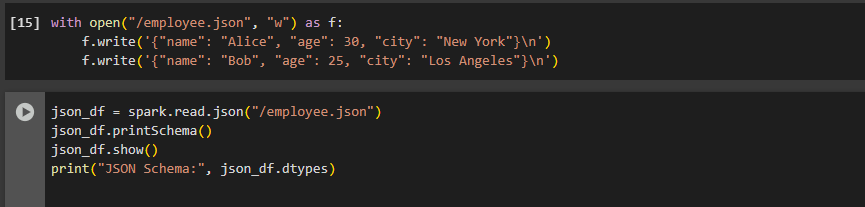 [15] with open("/employee.json", "w") as f:
    f.write('{"name": "Alice", "age": 30, "city": "New York"}\n')
    f.write('{"name": "Bob", "age": 25, "city": "Los Angeles"}\n')
json_df = spark.read.json("/employee.json")
json_df.printSchema()
json_df.show()
print("JSON Schema:", json_df.dtypes)